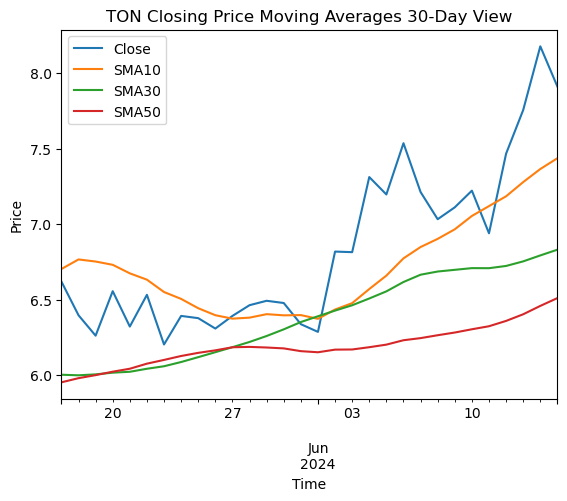 TON Closing Price Moving Averages 30-Day View
Close
SMA10
SMA30
SMA50
8.0
7.5
7.0
6.5
6.0
Price
20
27
03
10
Jun
2024
Time